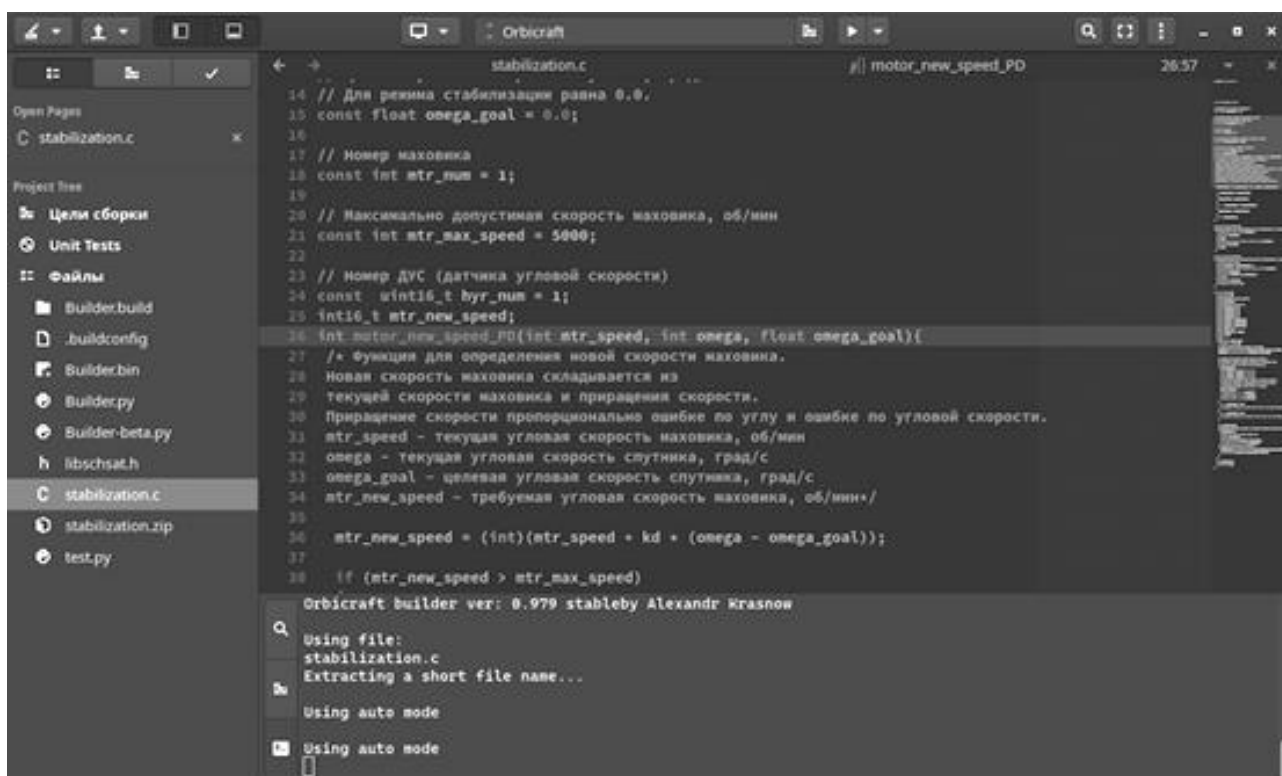 Orbicraft
stabilization.c
motor_new_speed_PD
26:57
Open Pages
C stabilization.c
Project Tree
Цели сборки
Unit Tests
Файлы
Builder.build
.buildconfig
Builder.bin
Builder.py
Builder-beta.py
h libschsat.h
C stabilization.c
stabilization.zip
test.py
14 // Для режима стабилизации равна 0.0.
15 const float omega_goal = 0.0;
16
17 // Номер маховика
18 const int mtr_num = 1;
19
20 // Максимально допустимая скорость маховика, об/мин
21 const int mtr_max_speed = 5000;
22
23 // Номер ДУС (датчика угловой скорости)
24 const uint16_t hyr_num = 1;
25 int16_t mtr_new_speed;
26 int motor_new_speed_PD(int mtr_speed, int omega, float omega_goal){
27 /* Функция для определения новой скорости маховика.
28 Новая скорость маховика складывается из
29 текущей скорости маховика и приращения скорости.
30 Приращение скорости пропорционально ошибке по углу и ошибке по угловой скорости.
31 mtr_speed - текущая угловая скорость маховика, об/мин
32 omega - текущая угловая скорость спутника, град/с
33 omega_goal - целевая угловая скорость спутника, град/с
34 mtr_new_speed - требуемая угловая скорость маховика, об/мин*/
35
36 mtr_new_speed = (int)(mtr_speed + kd * (omega - omega_goal));
37
38 if (mtr_new_speed > mtr_max_speed)
Orbicraft builder ver: 0.979 stableby Alexandr Krasnow
Using file:
stabilization.c
Extracting a short file name...
Using auto mode
Using auto mode